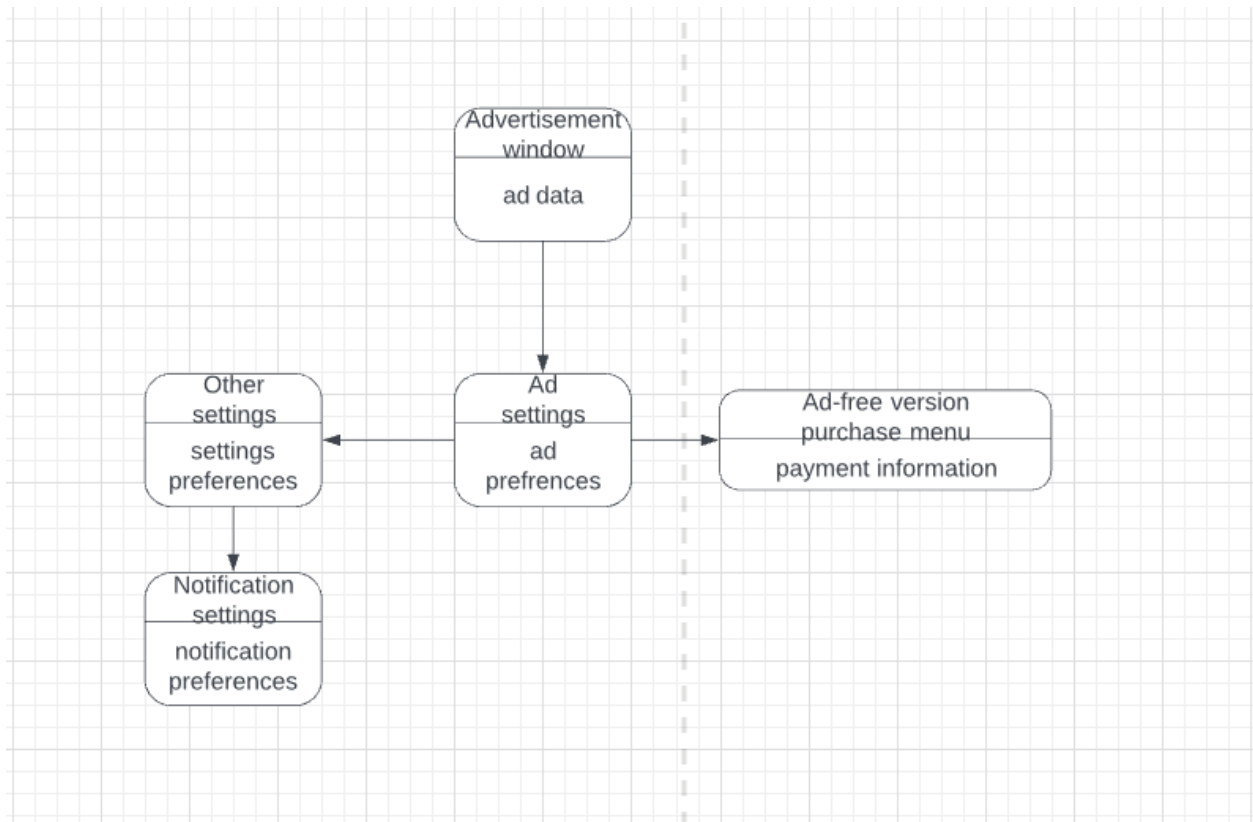 Advertisement
window
ad data
Other
settings
settings
preferences
Ad
settings
ad
prefrences
Ad-free version
purchase menu
payment information
Notification
settings
notification
preferences